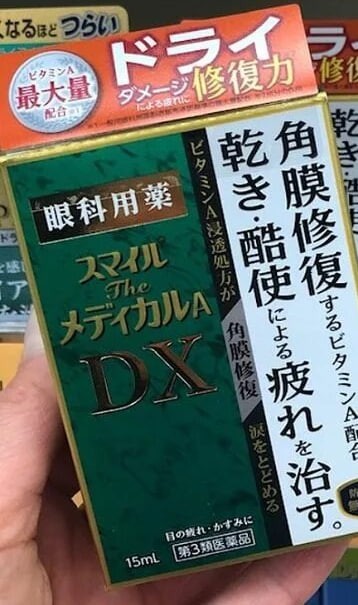 くなるほどつらい
ドライ
ビタミンA
最大量
配合
ダメージ
による疲れに
修復力
眼科用薬
スマイル
The
メディカルA
DX
ビタミンA浸透処方が
角膜修復
涙をとどめる
角膜修復するビタミンA配合
乾き・酷使による疲れを治す。
目の疲れ・かすみに
15mL
第3類医薬品